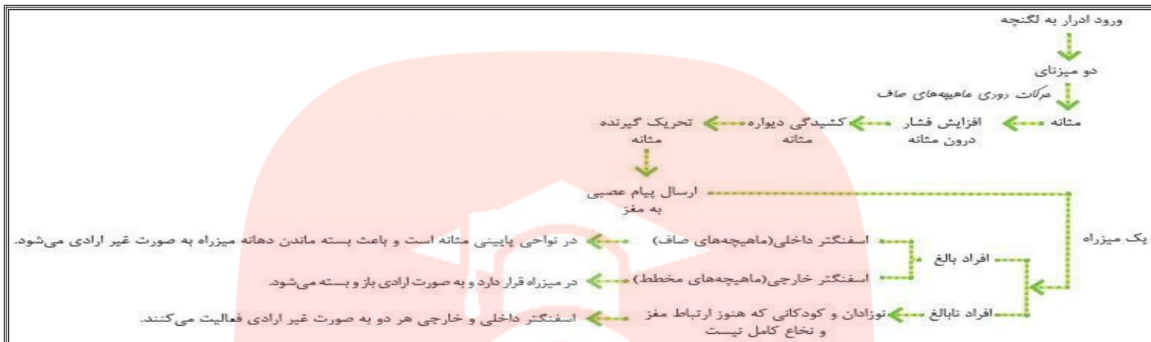 ورود ادرار به لگنچه
دو میزنای
حرکات دودی ماهیچه‌های صاف
مثانه
افزایش فشار
درون مثانه
کشیدگی دیواره
مثانه
تحریک گیرنده
مثانه
ارسال پیام عصبی
به مغز
یک میزراه
افراد بالغ
اسفنگتر داخلی(ماهیچه‌های صاف)
در نواحی پایینی مثانه است و باعث بسته ماندن دهانه میزراه به صورت غیر ارادی می‌شود.
اسفنگتر خارجی(ماهیچه‌های مخطط)
در میزراه قرار دارد و به صورت ارادی باز و بسته می‌شود.
افراد نابالغ
نوزادان و کودکانی که هنوز ارتباط مغز
و نخاع کامل نیست
اسفنگتر داخلی و خارجی هر دو به صورت غیر ارادی فعالیت می‌کنند.